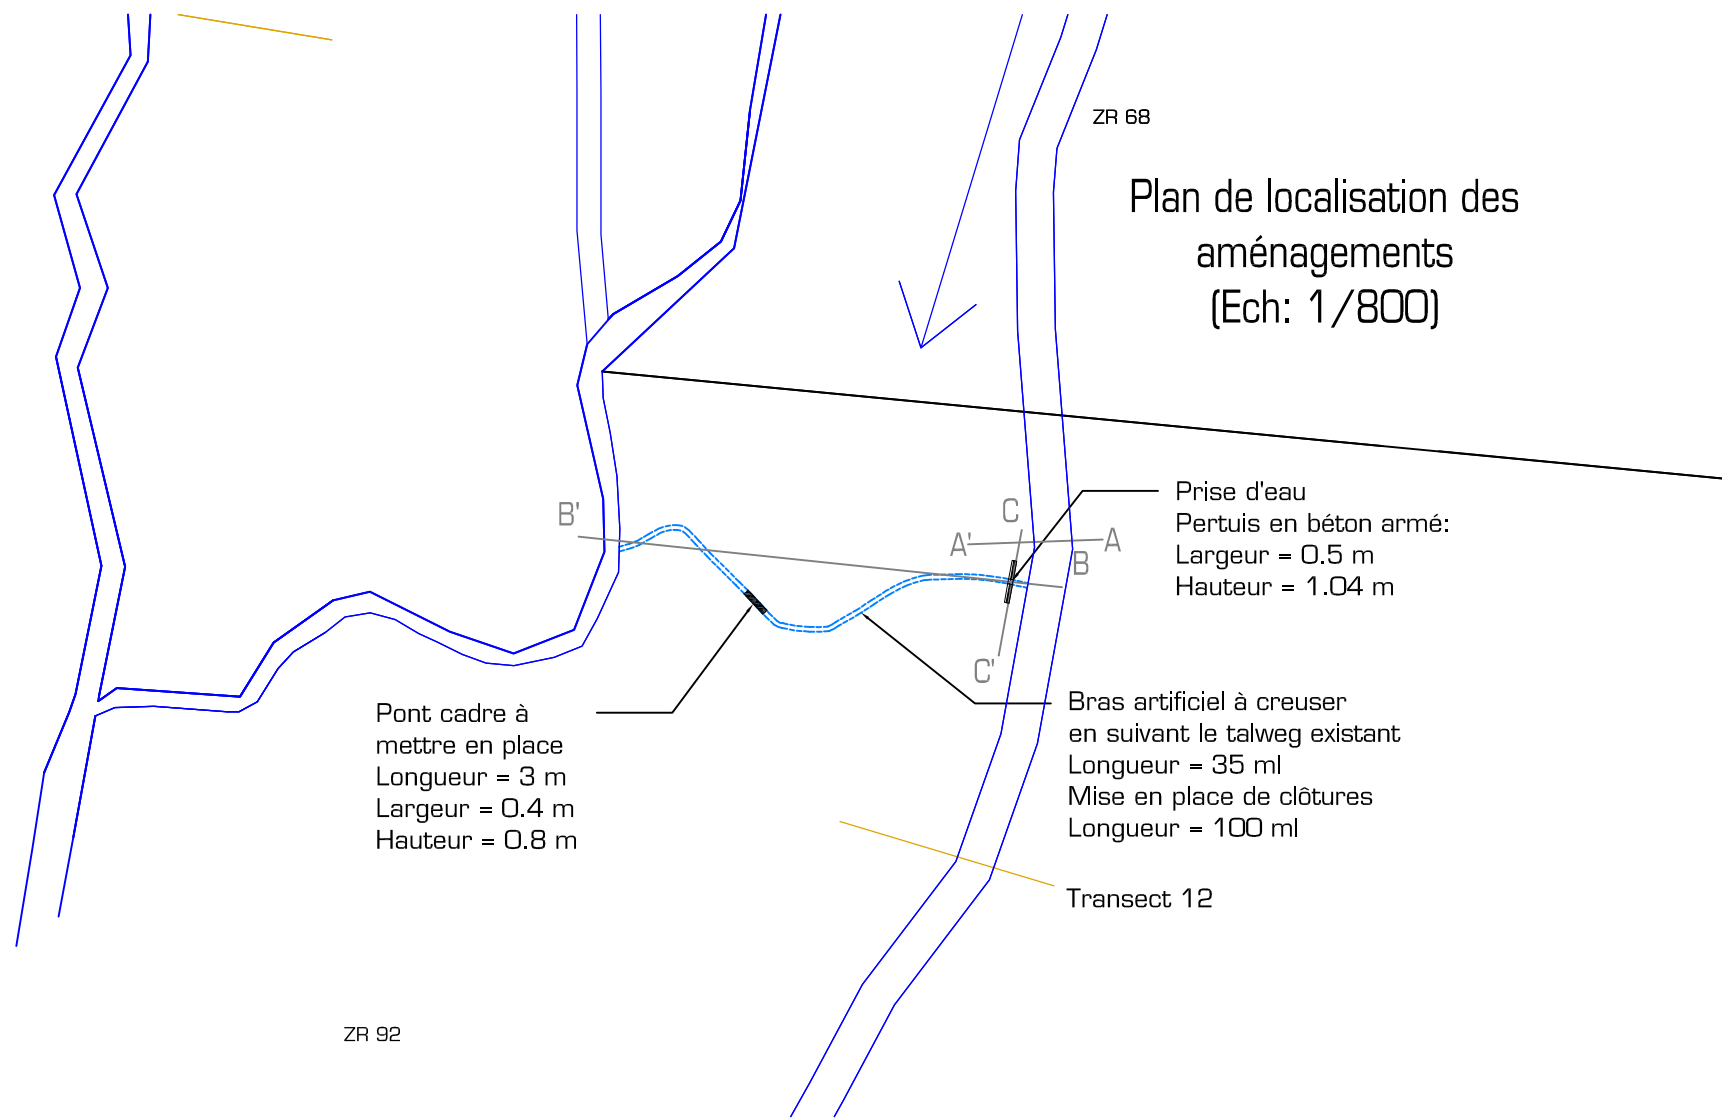 ZR 68
Plan de localisation des
aménagements
(Ech: 1/800)
B'
C
A'
A
B
C'
Prise d'eau
Pertuis en béton armé:
Largeur = 0.5 m
Hauteur = 1.04 m
Pont cadre à
mettre en place
Longueur = 3 m
Largeur = 0.4 m
Hauteur = 0.8 m
Bras artificiel à creuser
en suivant le talweg existant
Longueur = 35 ml
Mise en place de clôtures
Longueur = 100 ml
Transect 12
ZR 92